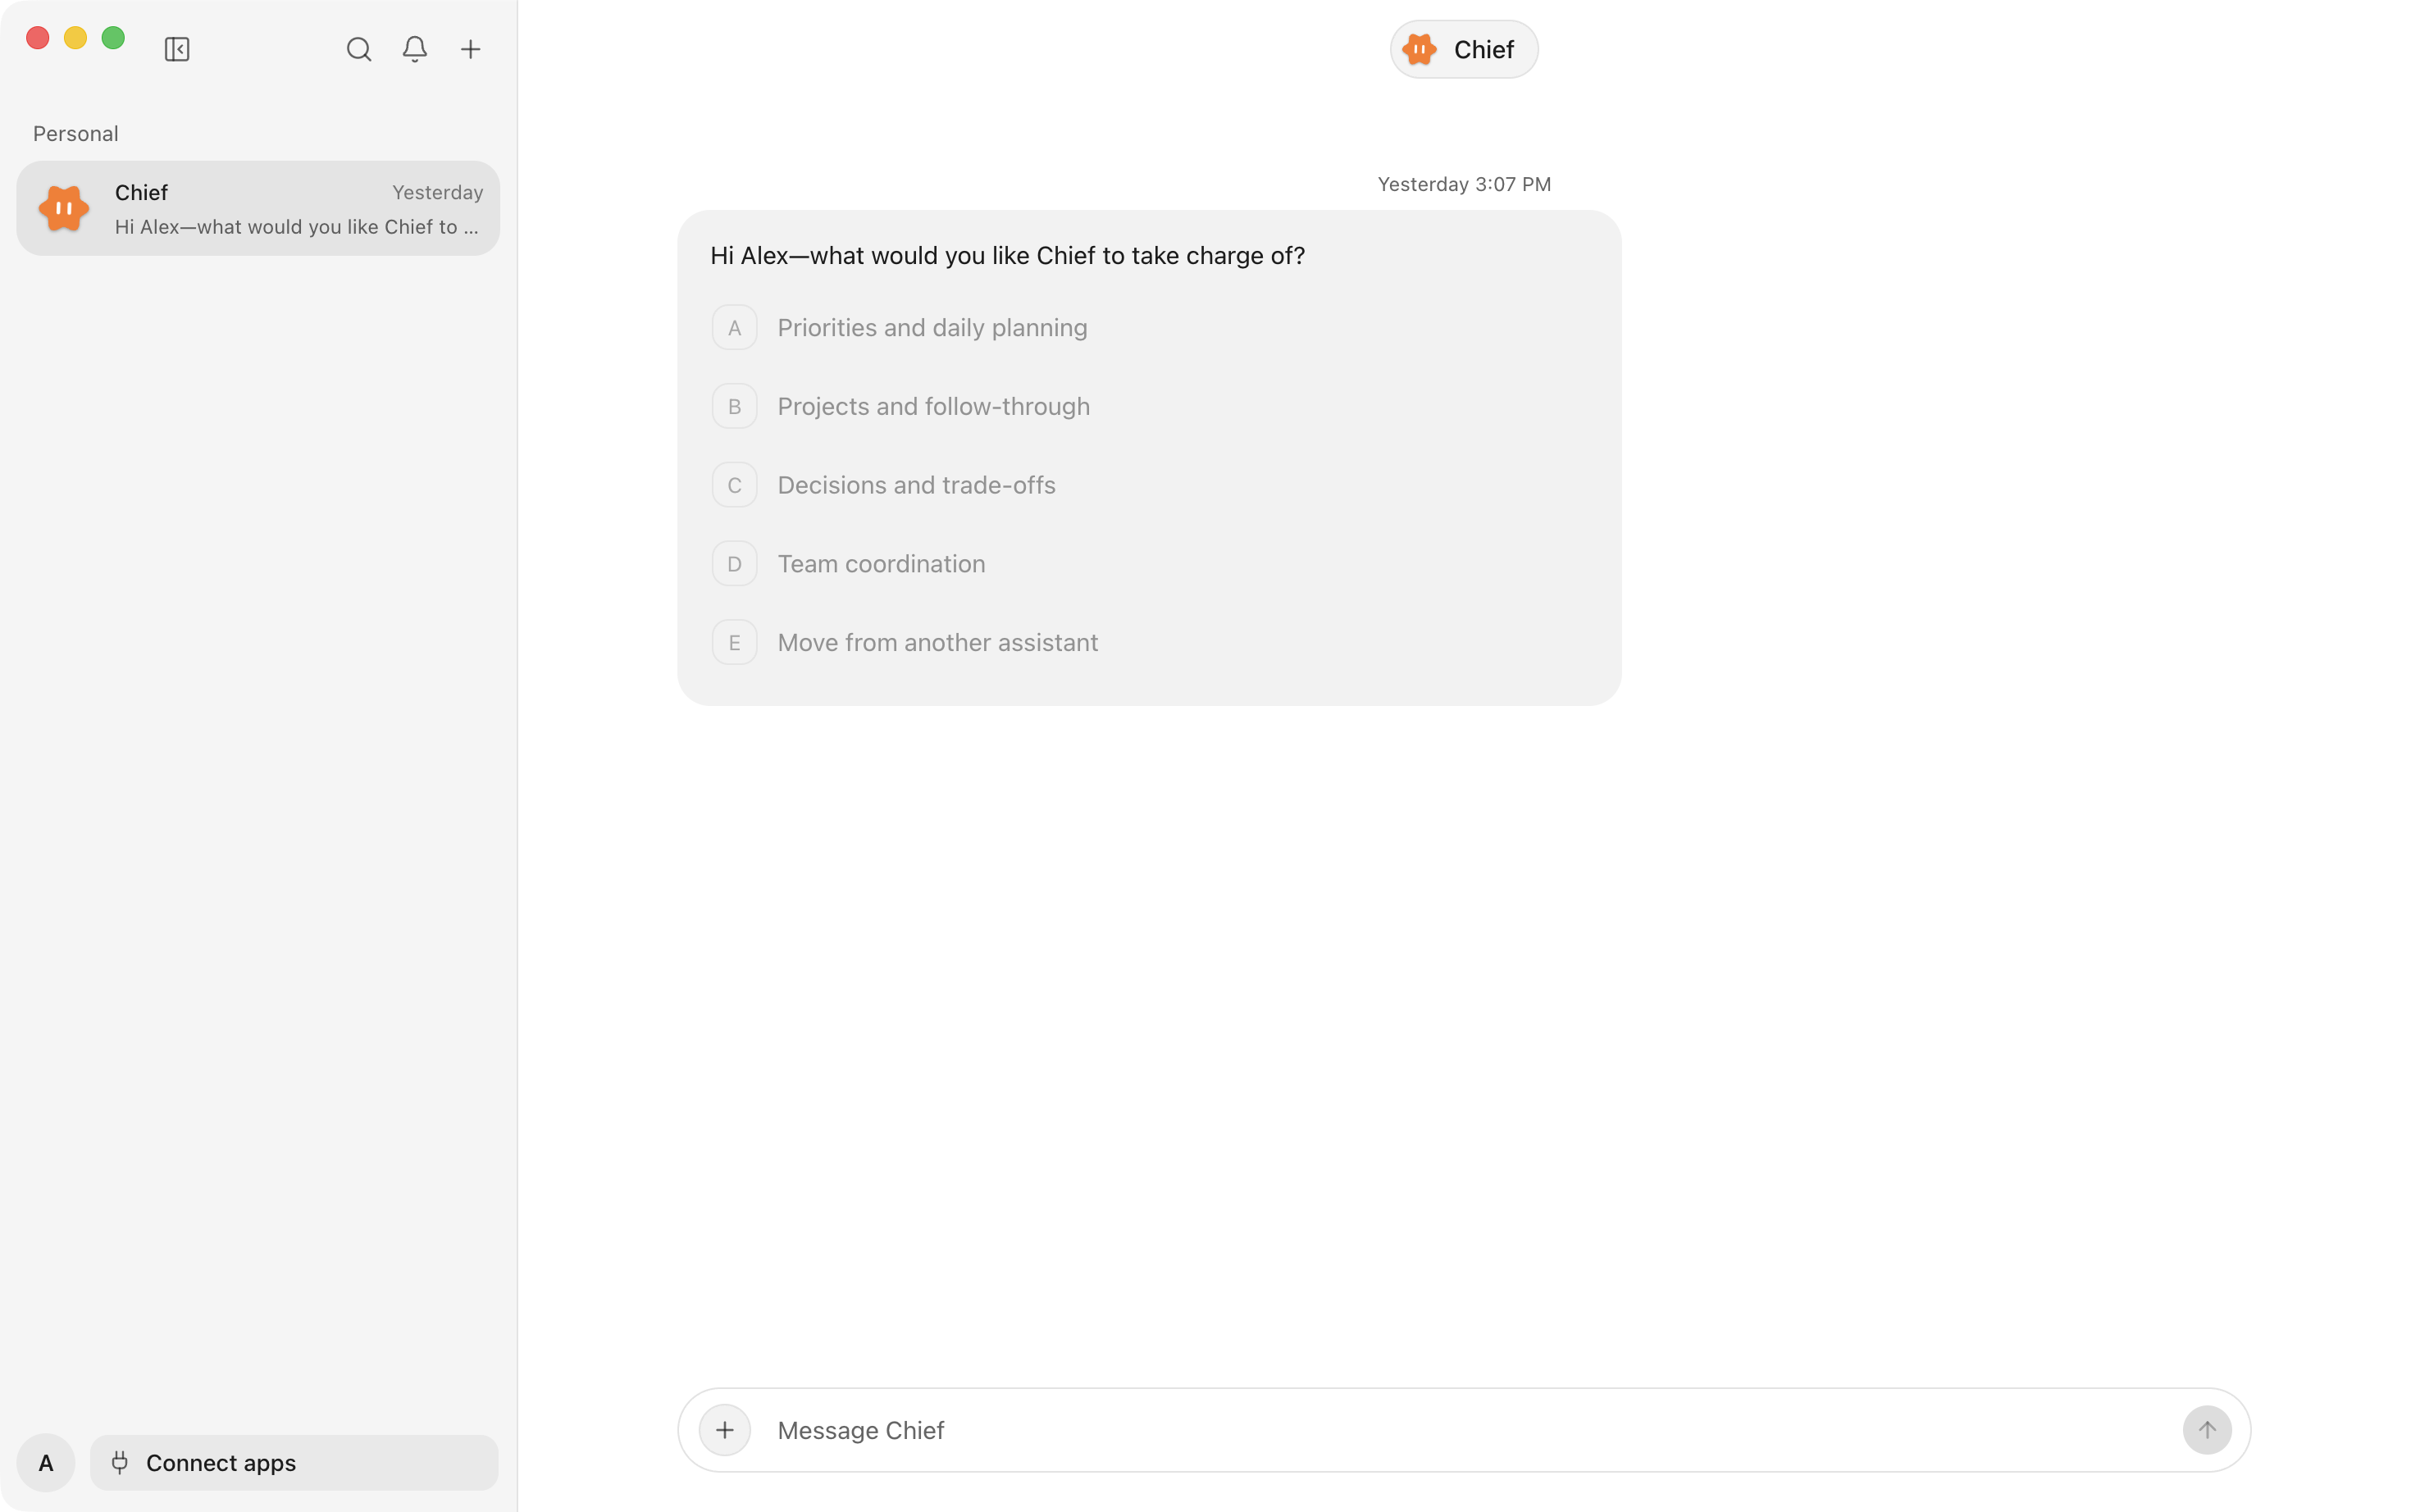 Personal
Chief
Yesterday
Hi Alex—what would you like Chief to ...
A
Connect apps
Chief
Yesterday 3:07 PM
Hi Alex—what would you like Chief to take charge of?
A Priorities and daily planning
B Projects and follow-through
C Decisions and trade-offs
D Team coordination
E Move from another assistant
Message Chief